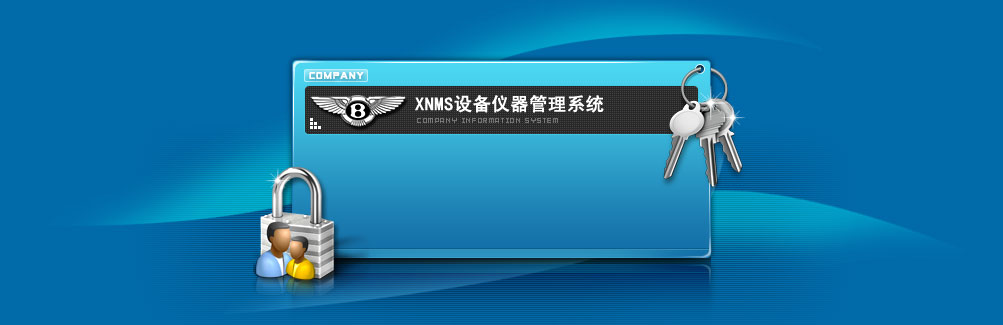 COMPANY
B
XNMS设备仪器管理系统
COMPANY INFORMATION SYSTEM